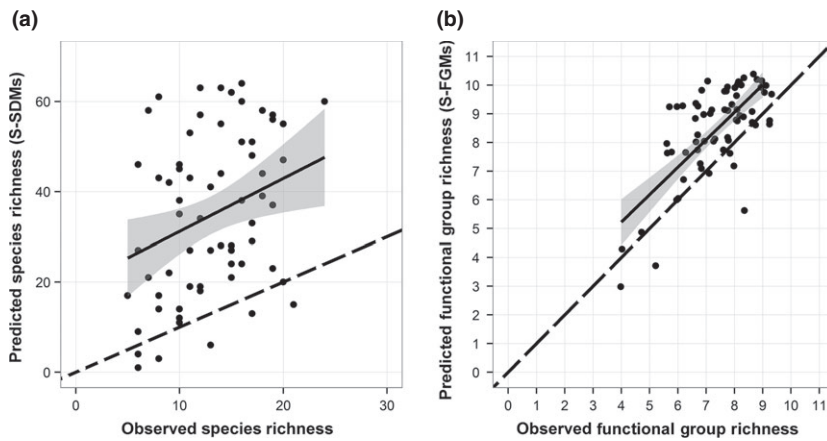 (a)
Predicted species richness (S-SDMs)
60
40
20
0
0 10 20 30
Observed species richness
(b)
Predicted functional group richness (S-FGMs)
11
10
9
8
7
6
5
4
3
2
1
0
0 1 2 3 4 5 6 7 8 9 10 11
Observed functional group richness